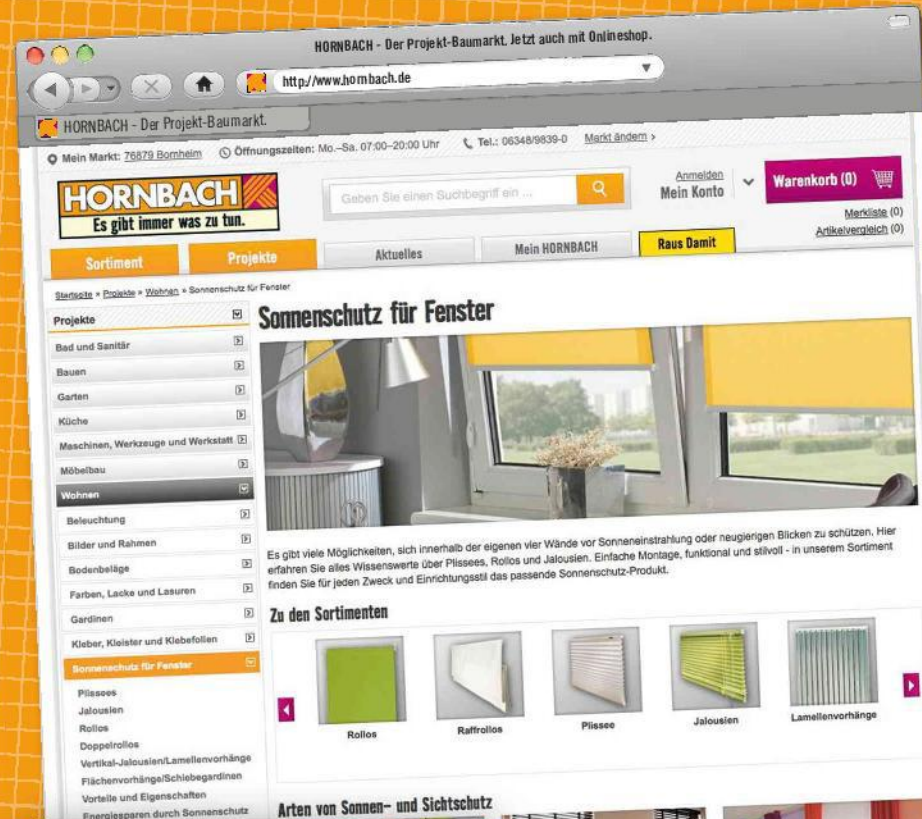 HORNBACH - Der Projekt-Baumarkt. Jetzt auch mit Onlineshop.
http://www.hornbach.de
HORNBACH - Der Projekt-Baumarkt.
Mein Markt: 76879 Bornheim Öffnungszeiten: Mo.–Sa. 07:00–20:00 Uhr Tel.: 06348/9839-0 Markt ändern >
HORNBACH
Es gibt immer was zu tun.
Geben Sie einen Suchbegriff ein ...
Anmelden
Mein Konto
Warenkorb (0)
Merkliste (0)
Artikelvergleich (0)
Sortiment Projekte Aktuelles Mein HORNBACH Raus Damit
Startseite » Projekte » Wohnen » Sonnenschutz für Fenster
Projekte
Bad und Sanitär
Bauen
Garten
Küche
Maschinen, Werkzeuge und Werkstatt
Möbelbau
Wohnen
Beleuchtung
Bilder und Rahmen
Bodenbeläge
Farben, Lacke und Lasuren
Gardinen
Kleber, Kleister und Klebefolien
Sonnenschutz für Fenster
Plissees
Jalousien
Rollos
Doppelrollos
Vertikal-Jalousien/Lamellenvorhänge
Flächenvorhänge/Schiebegardinen
Vorteile und Eigenschaften
Energiesparen durch Sonnenschutz
Sonnenschutz für Fenster
Es gibt viele Möglichkeiten, sich innerhalb der eigenen vier Wände vor Sonneneinstrahlung oder neugierigen Blicken zu schützen, Hier
erfahren Sie alles Wissenswerte über Plissees, Rollos und Jalousien. Einfache Montage, funktional und stilvoll - in unserem Sortiment
finden Sie für jeden Zweck und Einrichtungsstil das passende Sonnenschutz-Produkt.
Zu den Sortimenten
Rollos Raffrollos Plissee Jalousien Lamellenvorhänge
Arten von Sonnen- und Sichtschutz